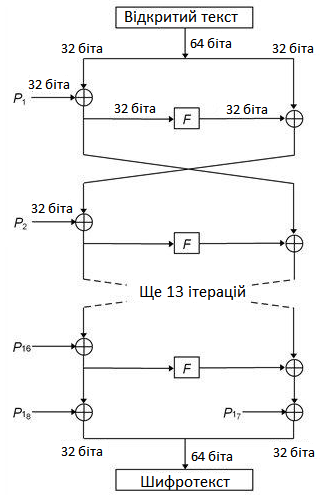 Відкритий текст
32 біта 64 біта 32 біта
32 біта
P1
32 біта F 32 біта
32 біта
P2
F
Ще 13 ітерацій
P16
F
P18 P17
32 біта 64 біта 32 біта
Шифротекст